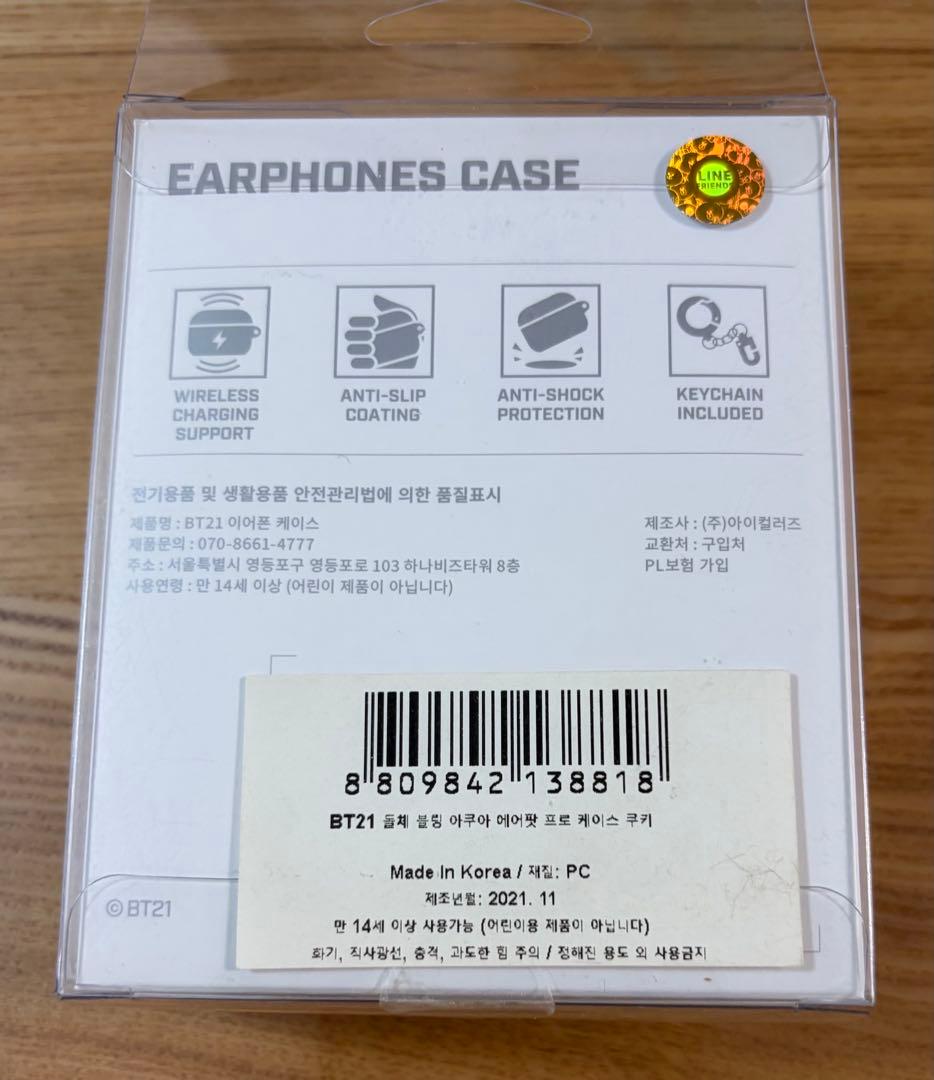 EARPHONES CASE
LINE
FRIENDS
WIRELESS
CHARGING
SUPPORT
ANTI-SLIP
COATING
ANTI-SHOCK
PROTECTION
KEYCHAIN
INCLUDED
전기용품 및 생활용품 안전관리법에 의한 품질표시
제품명 : BT21 이어폰 케이스
제품문의 : 070-8661-4777
주소 : 서울특별시 영등포구 영등포로 103 하나비즈타워 8층
사용연령 : 만 14세 이상 (어린이 제품이 아닙니다)
제조사 : (주)아이컬러즈
교환처 : 구입처
PL보험 가입
8 809842 138818
BT21 돌체 블링 아쿠아 에어팟 프로 케이스 쿠키
Made In Korea / 재질: PC
제조년월: 2021. 11
만 14세 이상 사용가능 (어린이용 제품이 아닙니다)
화기, 직사광선, 충격, 과도한 힘 주의 / 정해진 용도 외 사용금지
©BT21